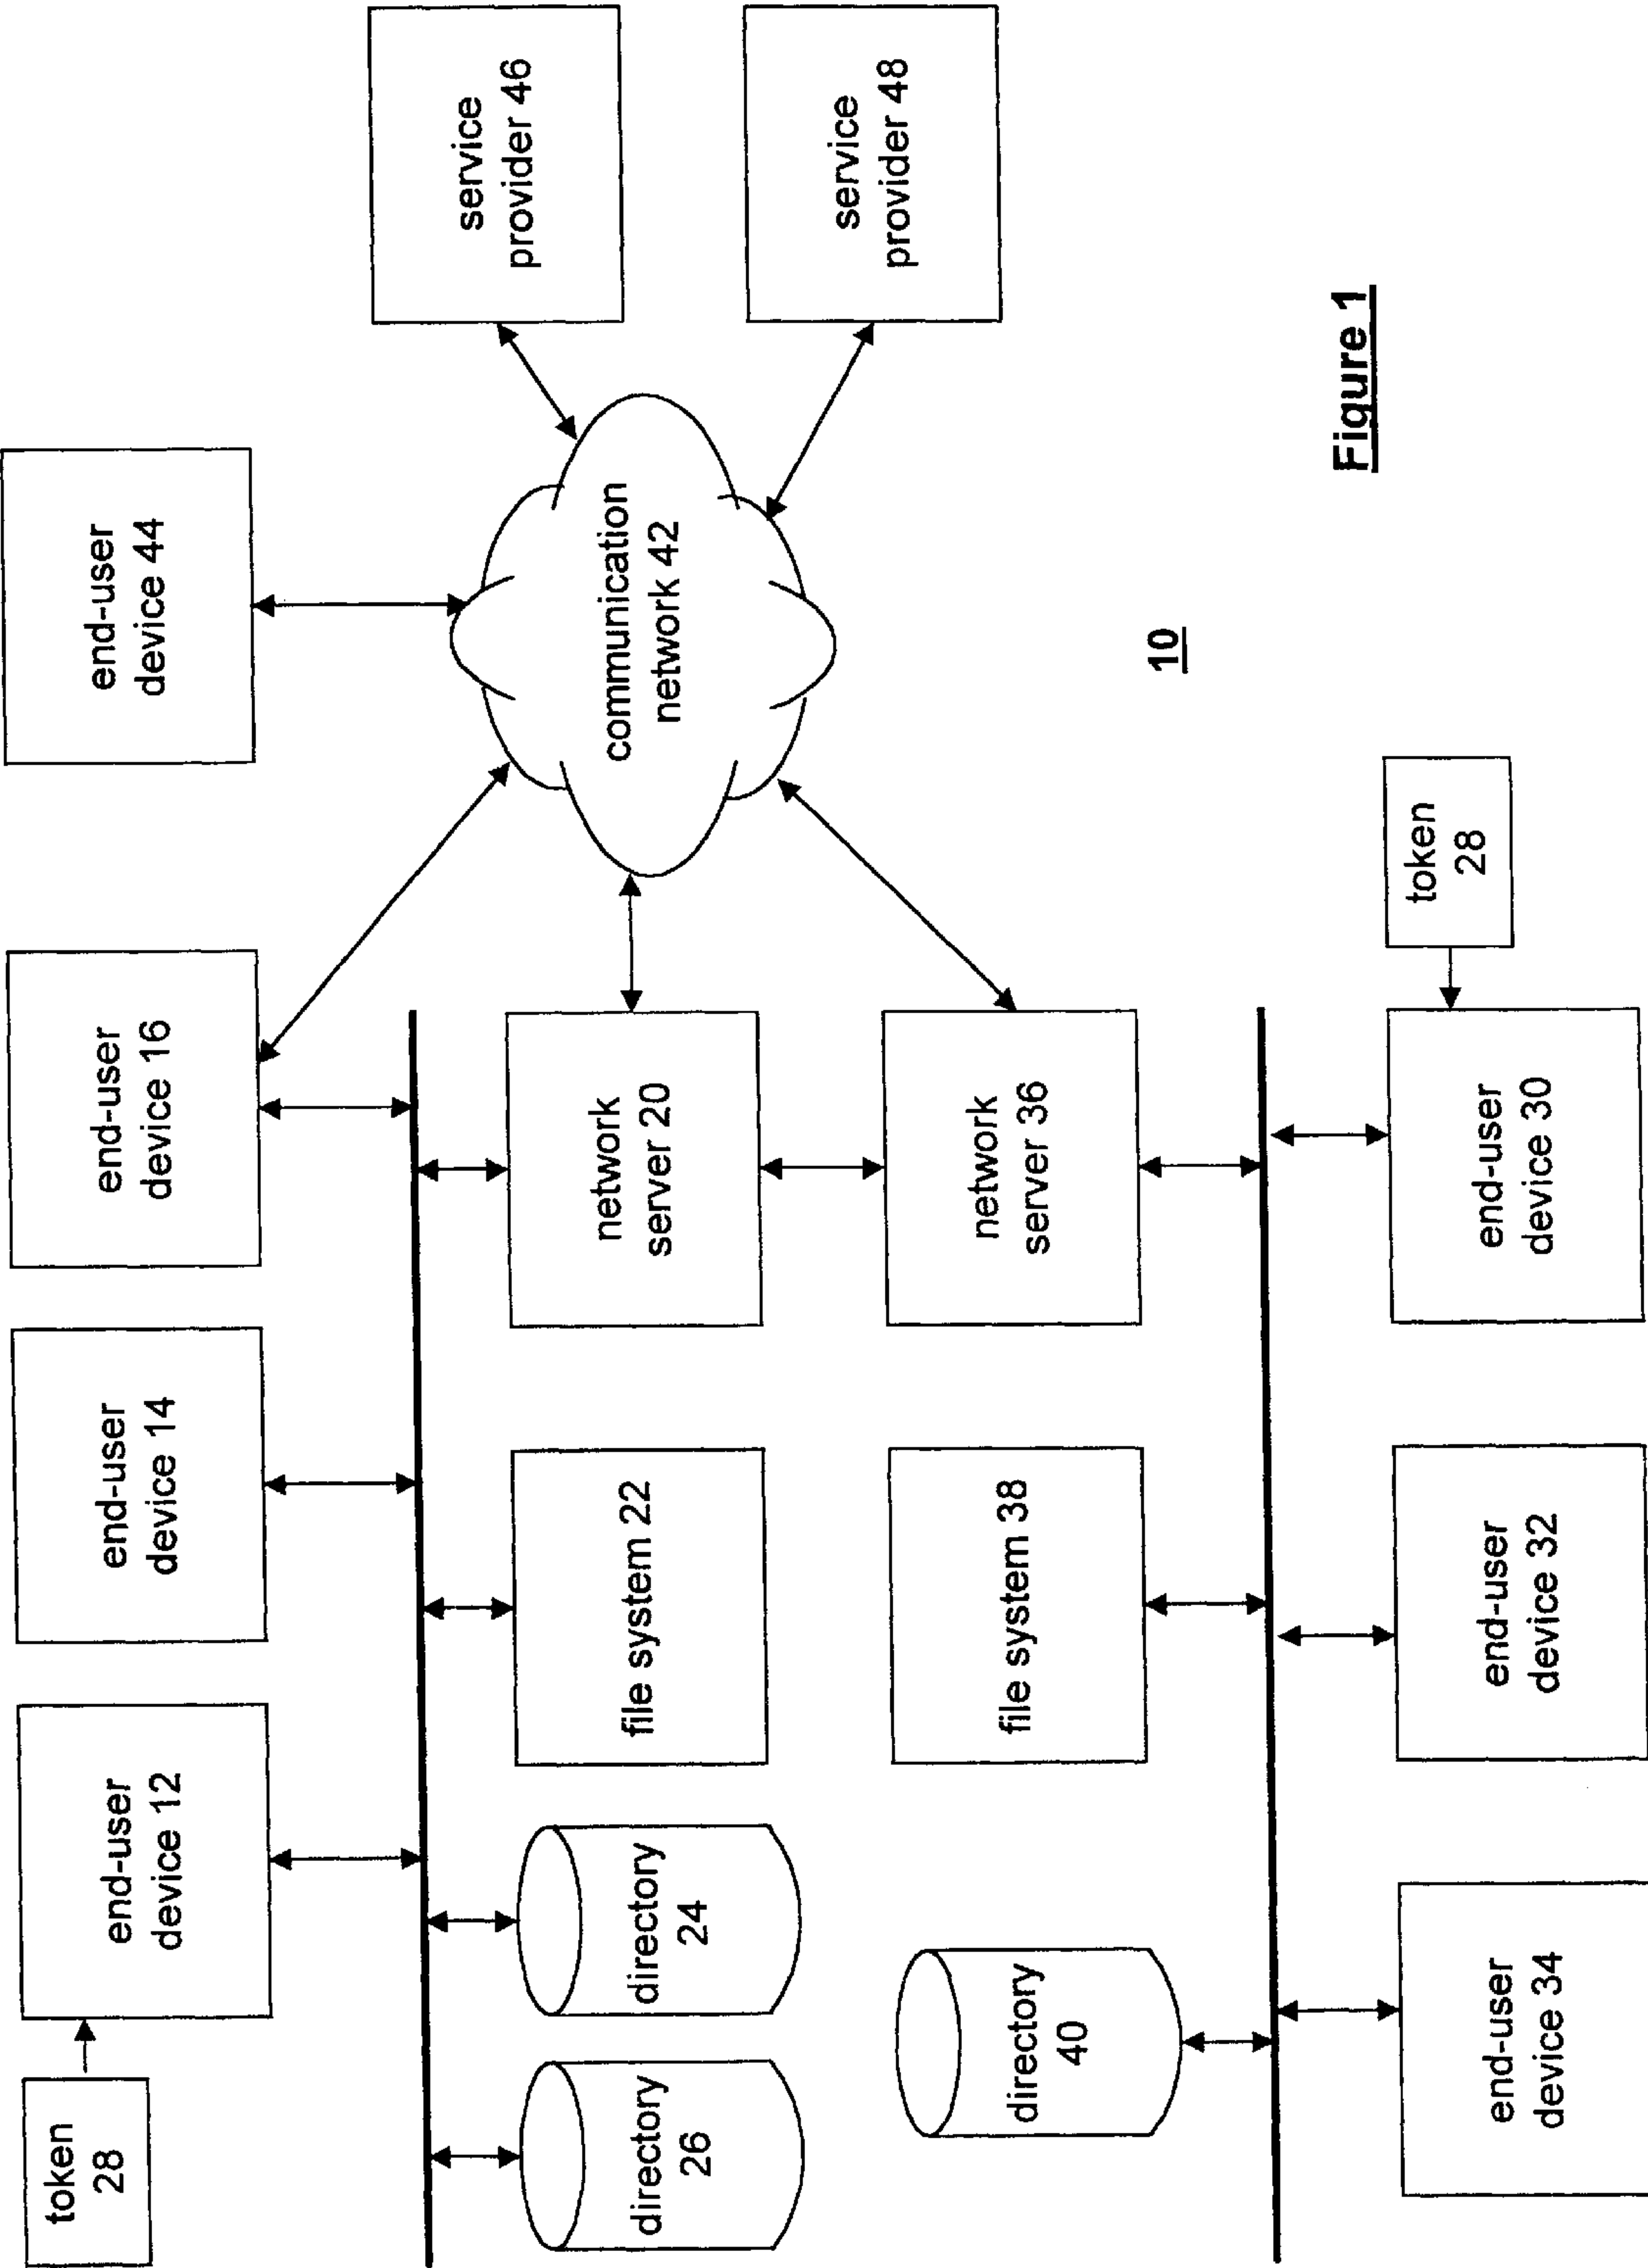 token
28
end-user
device 12
end-user
device 14
end-user
device 16
end-user
device 44
directory
26
directory
24
file system 22
network
server 20
communication
network 42
service
provider 46
service
provider 48
directory
40
file system 38
network
server 36
10
end-user
device 34
end-user
device 32
end-user
device 30
token
28
Figure 1